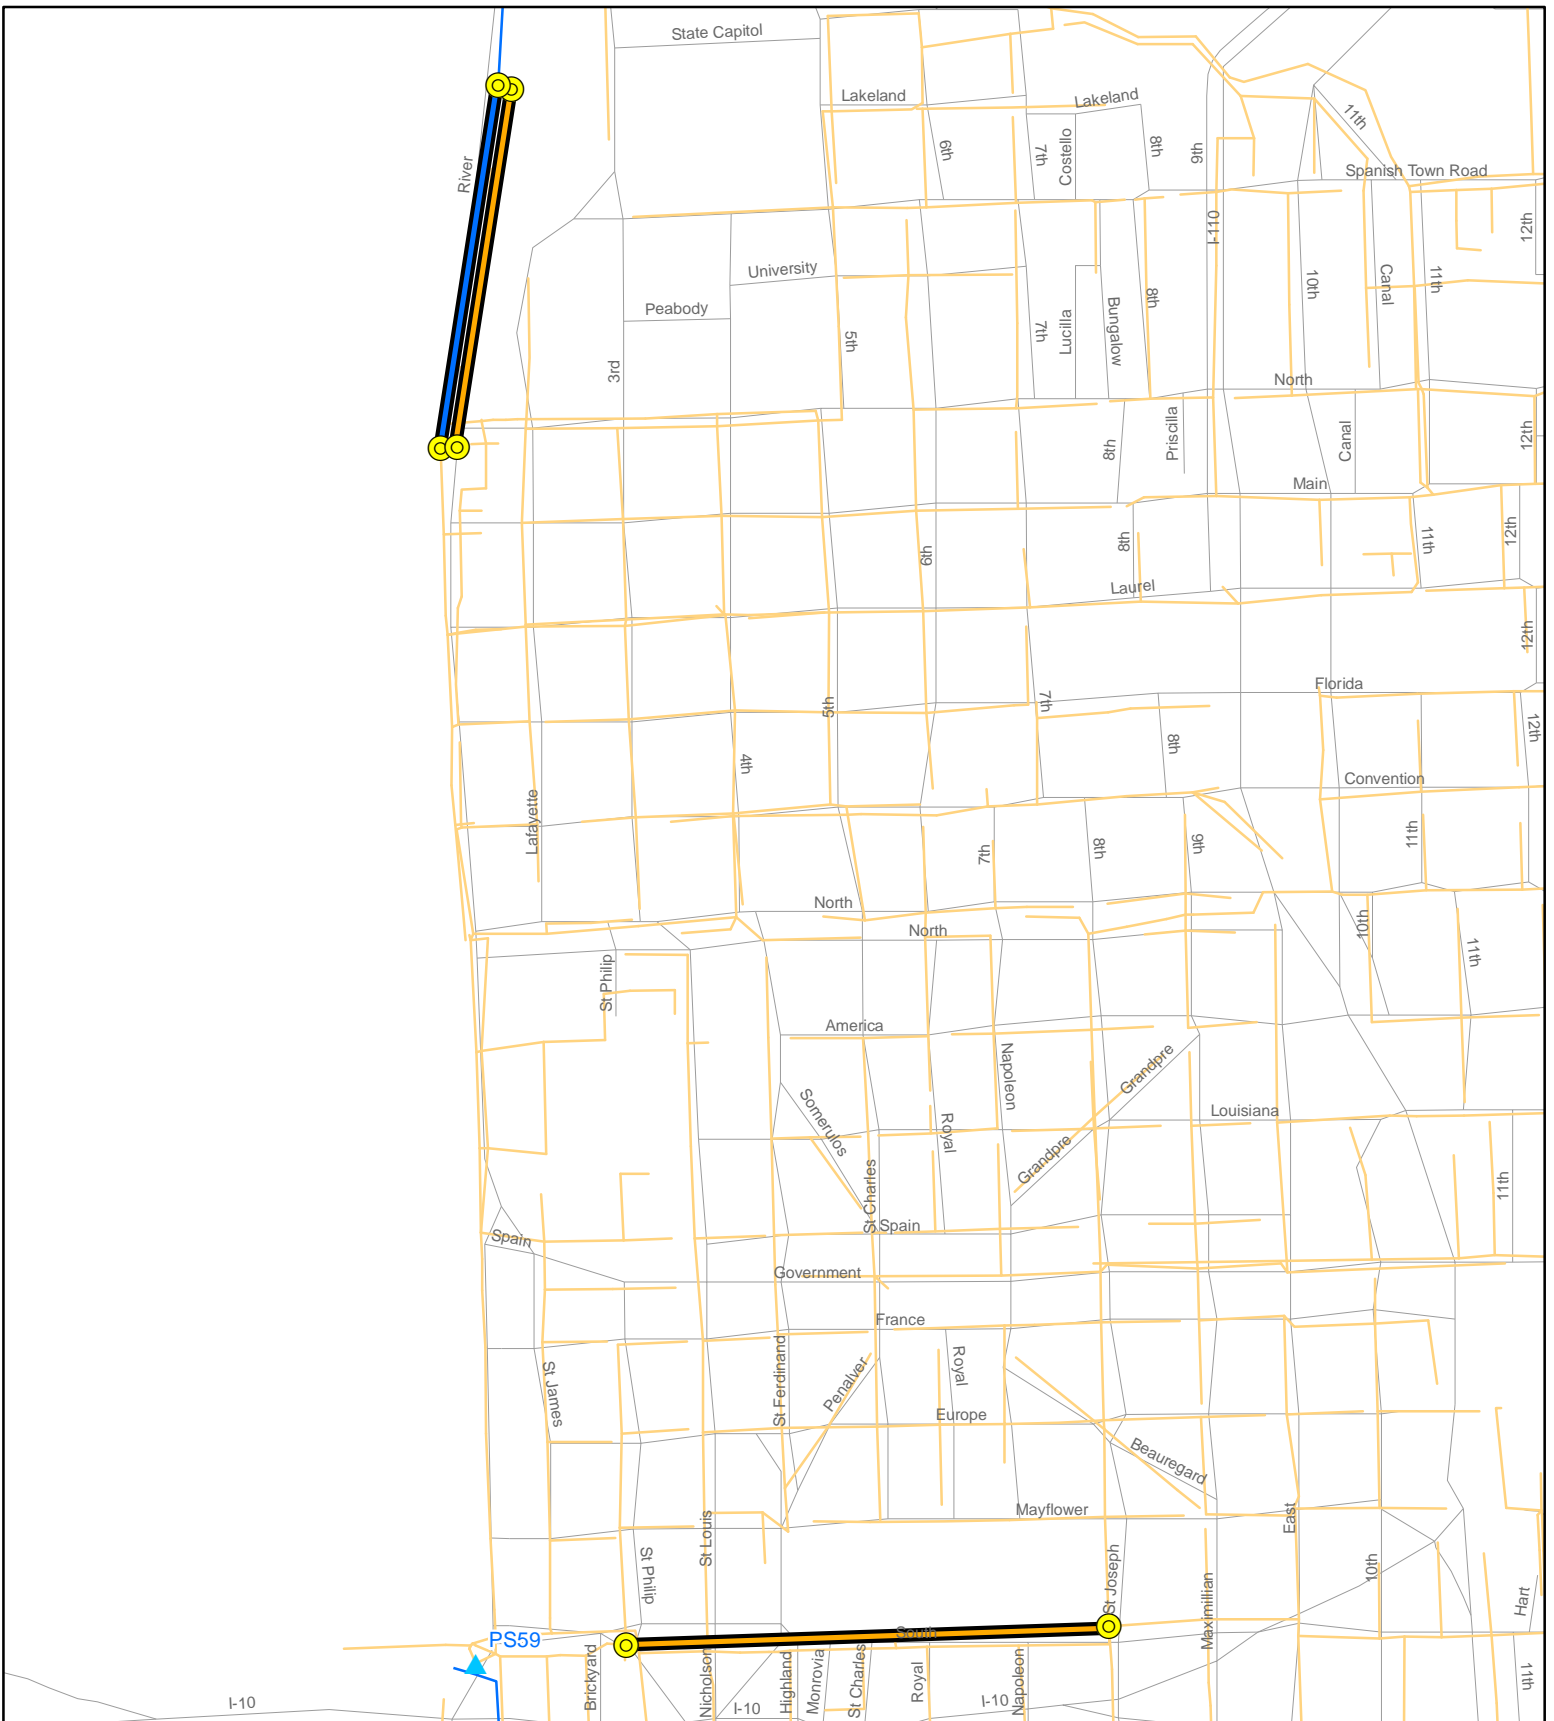 State Capitol
Lakeland
Lakeland
11th
River
6th
7th
Costello
8th
9th
Spanish Town Road
I-110
12th
University
10th
Canal
11th
Peabody
8th
7th
Lucilla
Bungalow
5th
3rd
North
Priscilla
8th
Canal
12th
Main
6th
8th
11th
12th
Laurel
12th
Florida
7th
5th
8th
12th
4th
Convention
Lafayette
7th
8th
9th
11th
North
North
10th
11th
St Philip
America
Napoleon
Grandpre
Somerulos
Royal
Louisiana
Grandpre
St Charles
11th
Spain
Spain
Government
France
St James
St Ferdinand
Penalver
Royal
Europe
Beauregard
Mayflower
St Louis
East
St Philip
St Joseph
Maximillian
10th
Hart
PS59
South
Brickyard
Nicholson
Highland
Monrovia
St Charles
Royal
Napoleon
11th
I-10
I-10
I-10